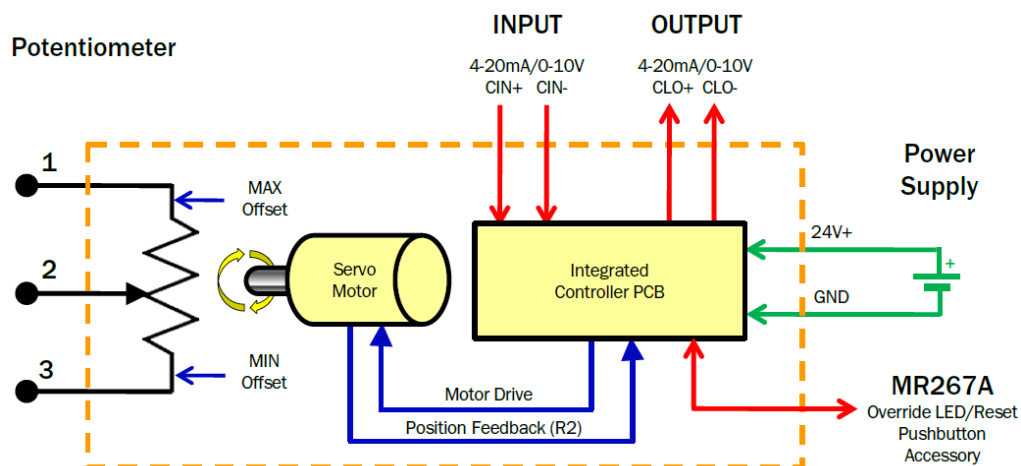 Potentiometer
INPUT
4-20mA/0-10V
CIN+ CIN-
OUTPUT
4-20mA/0-10V
CLO+ CLO-
Power
Supply
1
MAX
Offset
2
3
MIN
Offset
Servo
Motor
Integrated
Controller PCB
24V+
+
GND
Motor Drive
Position Feedback (R2)
MR267A
Override LED/Reset
Pushbutton
Accessory